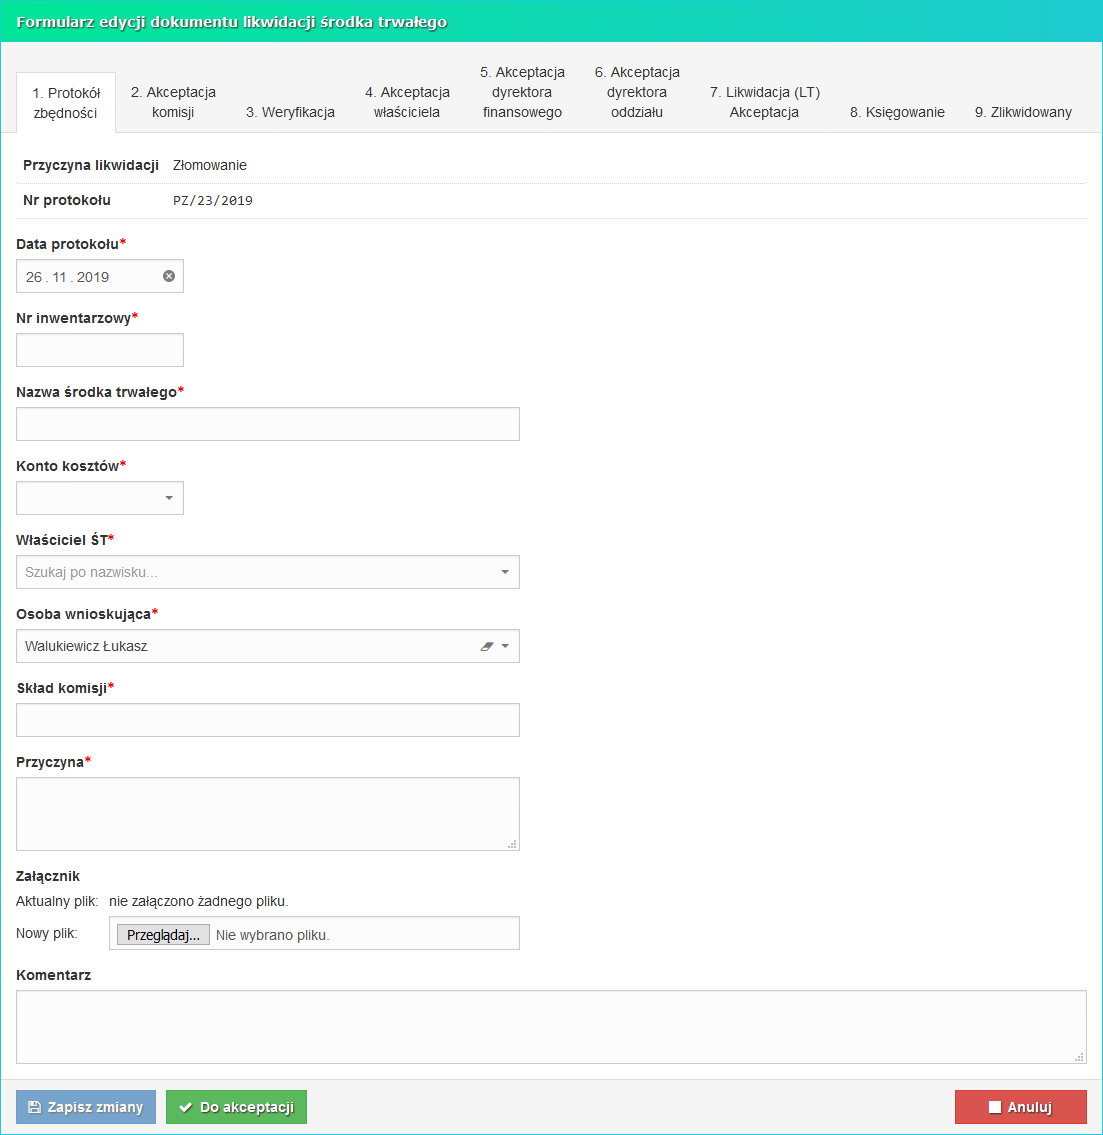 Formularz edycji dokumentu likwidacji środka trwałego
1. Protokół
zbędności
2. Akceptacja
komisji
3. Weryfikacja
4. Akceptacja
właściciela
5. Akceptacja
dyrektora
finansowego
6. Akceptacja
dyrektora
oddziału
7. Likwidacja (LT)
Akceptacja
8. Księgowanie
9. Zlikwidowany
Przyczyna likwidacji Złomowanie
Nr protokołu PZ/23/2019
Data protokołu*
26 . 11 . 2019
Nr inwentarzowy*
Nazwa środka trwałego*
Konto kosztów*
Właściciel ŚT*
Szukaj po nazwisku...
Osoba wnioskująca*
Walukiewicz Łukasz
Skład komisji*
Przyczyna*
Załącznik
Aktualny plik: nie załączono żadnego pliku.
Nowy plik: Przeglądaj... Nie wybrano pliku.
Komentarz
Zapisz zmiany Do akceptacji Anuluj